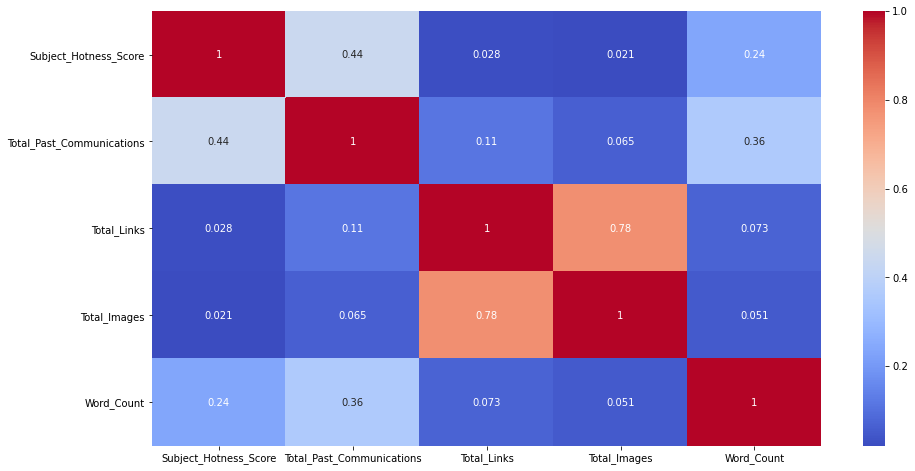 Subject_Hotness_Score 1 0.44 0.028 0.021 0.24
Total_Past_Communications 0.44 1 0.11 0.065 0.36
Total_Links 0.028 0.11 1 0.78 0.073
Total_Images 0.021 0.065 0.78 1 0.051
Word_Count 0.24 0.36 0.073 0.051 1
Subject_Hotness_Score Total_Past_Communications Total_Links Total_Images Word_Count
1.0
0.8
0.6
0.4
0.2